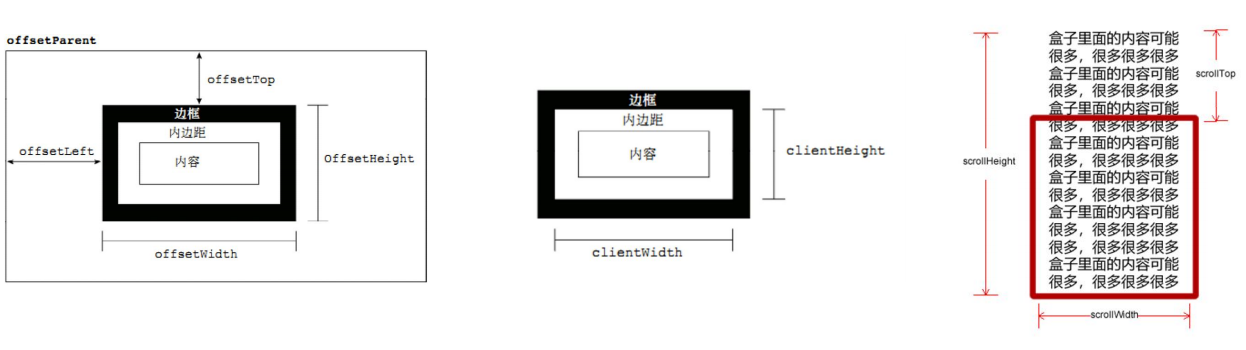 offsetParent
offsetTop
边框
内边距
offsetLeft
内容
OffsetHeight
offsetWidth
边框
内边距
内容
clientHeight
clientWidth
盒子里面的内容可能
很多，很多很多很多
盒子里面的内容可能
很多，很多很多很多
盒子里面的内容可能
很多，很多很多很多
盒子里面的内容可能
很多，很多很多很多
盒子里面的内容可能
很多，很多很多很多
盒子里面的内容可能
很多，很多很多很多
很多，很多很多很多
盒子里面的内容可能
很多，很多很多很多
scrollTop
scrollHeight
scrollWidth